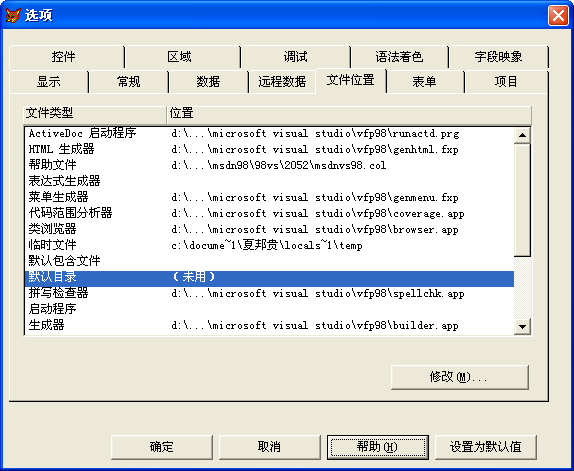 选项
控件 区域 调试 语法着色 字段映象
显示 常规 数据 远程数据 文件位置 表单 项目
文件类型 位置
ActiveDoc 启动程序 d:\...\microsoft visual studio\vfp98\runactd.prg
HTML 生成器 d:\...\microsoft visual studio\vfp98\genhtml.fxp
帮助文件 d:\...\msdn98\98vs\2052\msdnvs98.col
表达式生成器
菜单生成器 d:\...\microsoft visual studio\vfp98\genmenu.fxp
代码范围分析器 d:\...\microsoft visual studio\vfp98\coverage.app
类浏览器 d:\...\microsoft visual studio\vfp98\browser.app
临时文件 c:\docume~1\夏邦贵\locals~1\temp
默认包含文件
默认目录 （未用）
拼写检查器 d:\...\microsoft visual studio\vfp98\spellchk.app
启动程序
生成器 d:\...\microsoft visual studio\vfp98\builder.app
修改(M)...
确定 取消 帮助(H) 设置为默认值